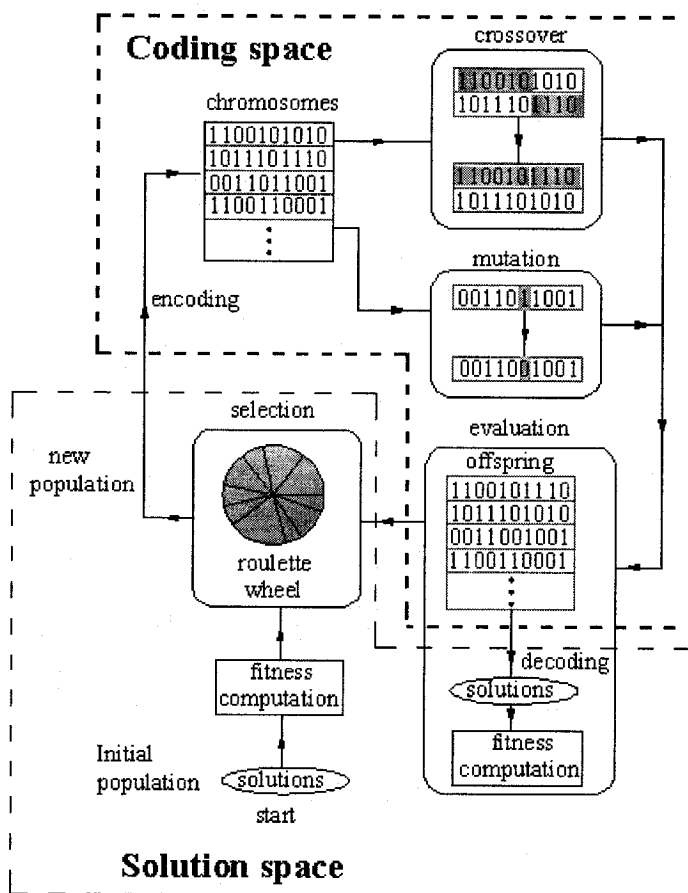 Coding space
crossover
1100101010
1011101110
1100101110
1011101010
chromosomes
1100101010
1011101110
0011011001
1100110001
mutation
0011011001
0011001001
encoding
selection
new
population
roulette
wheel
evaluation
offspring
1100101110
1011101010
0011001001
1100110001
decoding
solutions
fitness
computation
fitness
computation
Initial
population
solutions
start
Solution space